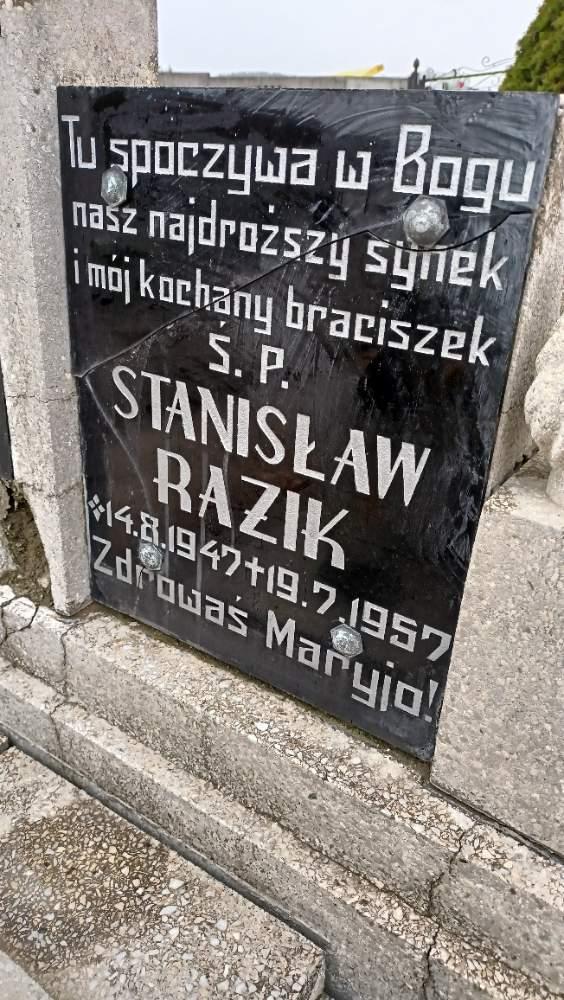 Tu spoczywa w Bogu
nasz najdroższy synek
i mój kochany braciszek
Ś. P.
STANISŁAW
RAZIK
14.8.1947 † 19.7.1957
Zdrowaś Maryjo!